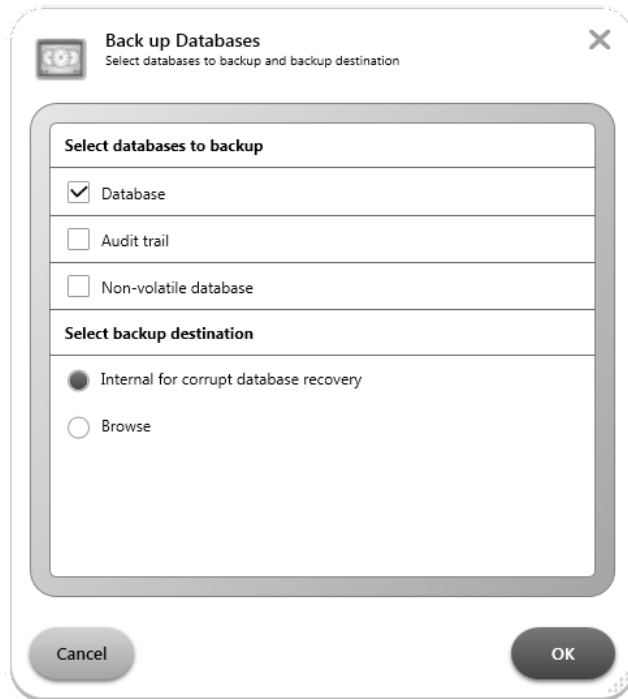 Back up Databases
Select databases to backup and backup destination
Select databases to backup
Database
Audit trail
Non-volatile database
Select backup destination
Internal for corrupt database recovery
Browse
Cancel
OK